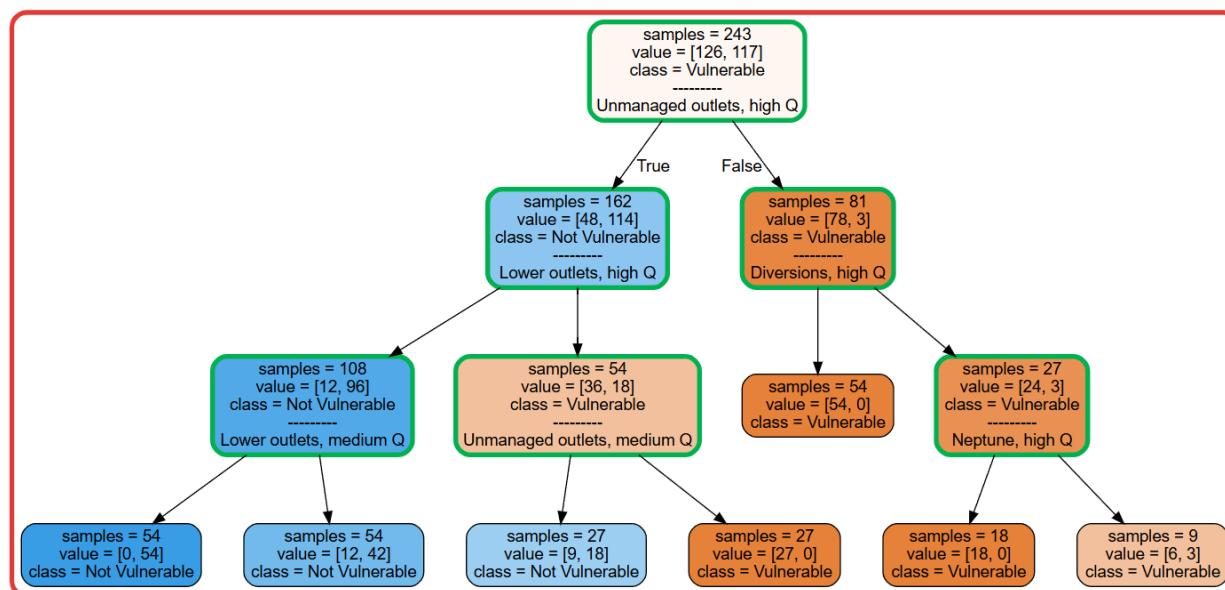 samples = 243
value = [126, 117]
class = Vulnerable
---------
Unmanaged outlets, high Q
True
False
samples = 162
value = [48, 114]
class = Not Vulnerable
---------
Lower outlets, high Q
samples = 81
value = [78, 3]
class = Vulnerable
---------
Diversions, high Q
samples = 108
value = [12, 96]
class = Not Vulnerable
---------
Lower outlets, medium Q
samples = 54
value = [36, 18]
class = Vulnerable
---------
Unmanaged outlets, medium Q
samples = 54
value = [54, 0]
class = Vulnerable
samples = 27
value = [24, 3]
class = Vulnerable
---------
Neptune, high Q
samples = 54
value = [0, 54]
class = Not Vulnerable
samples = 54
value = [12, 42]
class = Not Vulnerable
samples = 27
value = [9, 18]
class = Not Vulnerable
samples = 27
value = [27, 0]
class = Vulnerable
samples = 18
value = [18, 0]
class = Vulnerable
samples = 9
value = [6, 3]
class = Vulnerable